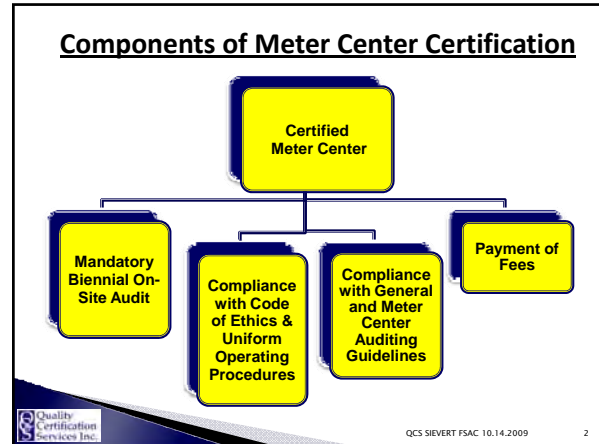 Components of Meter Center Certification
Certified
Meter Center
Mandatory
Biennial On-
Site Audit
Compliance
with Code
of Ethics &
Uniform
Operating
Procedures
Compliance
with General
and Meter
Center
Auditing
Guidelines
Payment of
Fees
Quality
Certification
Services Inc.
QCS SIEVERT FSAC 10.14.2009 2